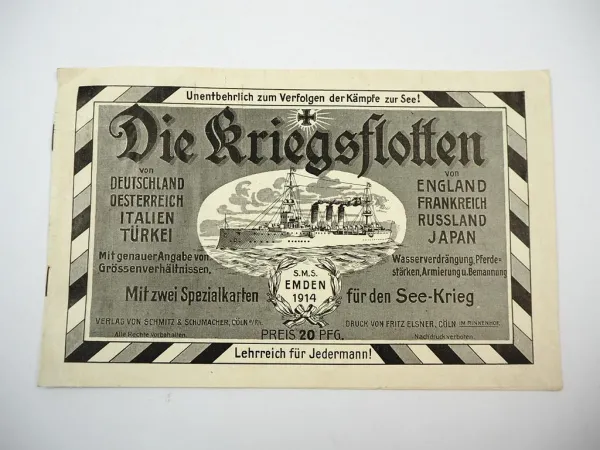 Unentbehrlich zum Verfolgen der Kämpfe zur See!
Die Kriegsflotten
von
DEUTSCHLAND
OESTERREICH
ITALIEN
TÜRKEI
von
ENGLAND
FRANKREICH
RUSSLAND
JAPAN
Mit genauer Angabe von
Grössenverhältnissen,
Wasserverdrängung, Pferde-
stärken, Armierung u. Bemannung
S.M.S.
EMDEN
1914
Mit zwei Spezialkarten für den See-Krieg
VERLAG VON SCHMITZ & SCHUMACHER, CÖLN a/Rh.
DRUCK VON FRITZ ELSNER, CÖLN IM RINKENHOF.
Alle Rechte vorbehalten.
PREIS 20 PFG.
Nachdruck verboten.
Lehrreich für Jedermann!